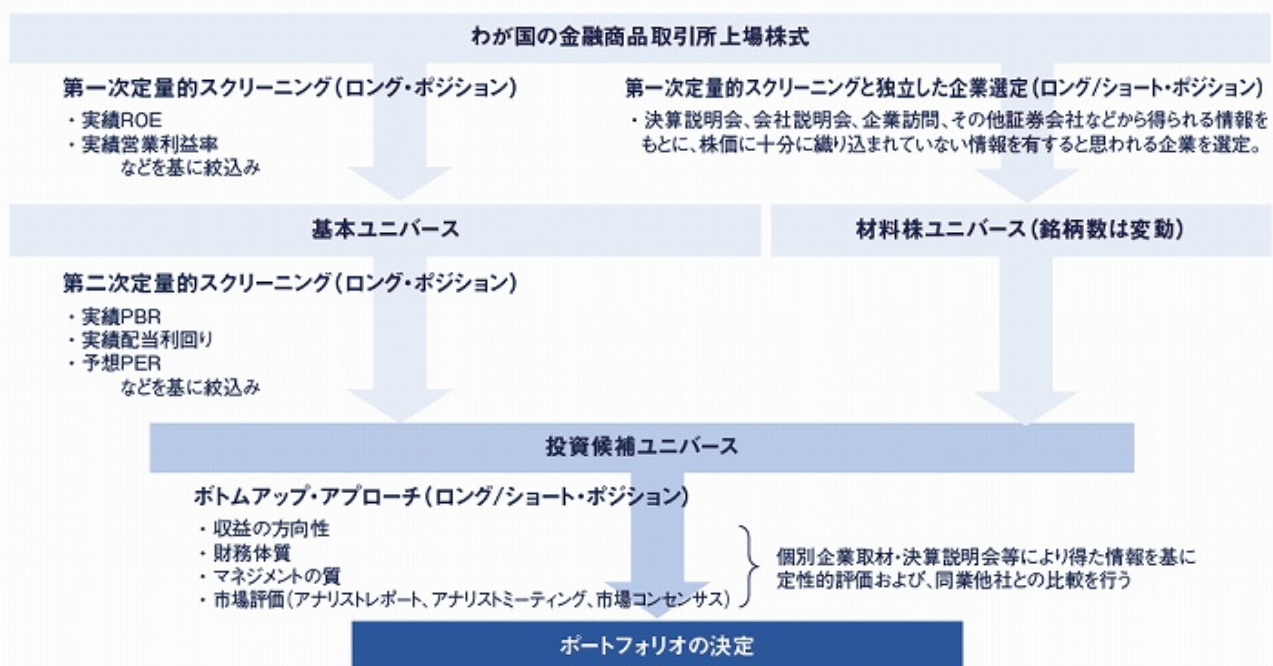 わが国の金融商品取引所上場株式
第一次定量的スクリーニング(ロング・ポジション)
・実績ROE
・実績営業利益率
などを基に絞込み
第一次定量的スクリーニングと独立した企業選定(ロング/ショート・ポジション)
・決算説明会、会社説明会、企業訪問、その他証券会社などから得られる情報を
もとに、株価に十分に織り込まれていない情報を有すると思われる企業を選定。
基本ユニバース
材料株ユニバース(銘柄数は変動)
第二次定量的スクリーニング(ロング・ポジション)
・実績PBR
・実績配当利回り
・予想PER
などを基に絞込み
投資候補ユニバース
ボトムアップ・アプローチ(ロング/ショート・ポジション)
・収益の方向性
・財務体質
・マネジメントの質
・市場評価(アナリストレポート、アナリストミーティング、市場コンセンサス)
個別企業取材・決算説明会等により得た情報を基に
定性的評価および、同業他社との比較を行う
ポートフォリオの決定